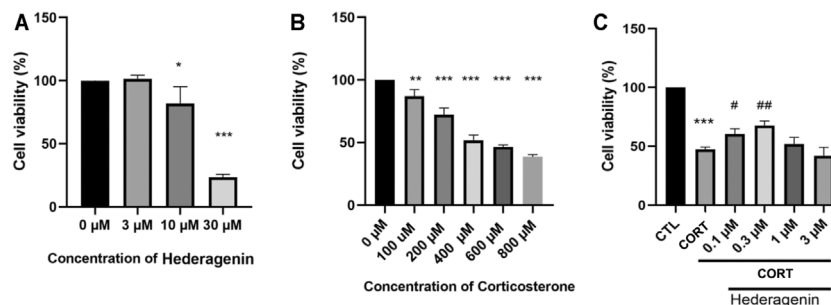 A
150
100
50
0
Cell viability (%)
*
***
0 μM
3 μM
10 μM
30 μM
Concentration of Hederagenin
B
150
100
50
0
Cell viability (%)
**
***
***
***
***
0 μM
100 uM
200 μM
400 μM
600 μM
800 μM
Concentration of Corticosterone
C
150
100
50
0
Cell viability (%)
***
#
##
CTL
CORT
0.1 μM
0.3 μM
1 μM
3 μM
CORT
Hederagenin